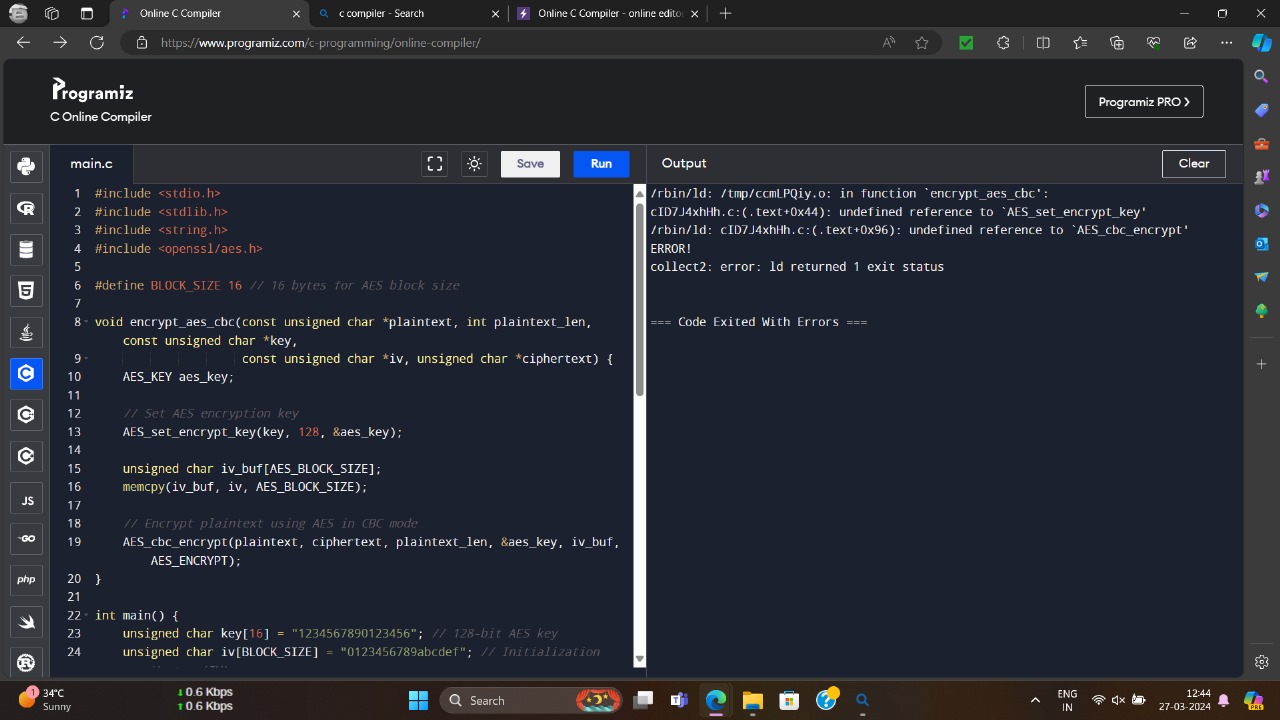 Online C Compiler
c compiler - Search
Online C Compiler - online edito
https://www.programiz.com/c-programming/online-compiler/
Programiz
C Online Compiler
Programiz PRO
main.c
Save
Run
Output
Clear
1 #include <stdio.h>
2 #include <stdlib.h>
3 #include <string.h>
4 #include <openssl/aes.h>
5
6 #define BLOCK_SIZE 16 // 16 bytes for AES block size
7
8 void encrypt_aes_cbc(const unsigned char *plaintext, int plaintext_len,
const unsigned char *key,
9 const unsigned char *iv, unsigned char *ciphertext) {
10 AES_KEY aes_key;
11
12 // Set AES encryption key
13 AES_set_encrypt_key(key, 128, &aes_key);
14
15 unsigned char iv_buf[AES_BLOCK_SIZE];
16 memcpy(iv_buf, iv, AES_BLOCK_SIZE);
17
18 // Encrypt plaintext using AES in CBC mode
19 AES_cbc_encrypt(plaintext, ciphertext, plaintext_len, &aes_key, iv_buf,
AES_ENCRYPT);
20 }
21
22 int main() {
23 unsigned char key[16] = "1234567890123456"; // 128-bit AES key
24 unsigned char iv[BLOCK_SIZE] = "0123456789abcdef"; // Initialization
/rbin/ld: /tmp/ccmLPQiy.o: in function `encrypt_aes_cbc':
cID7J4xhHh.c:(.text+0x44): undefined reference to `AES_set_encrypt_key'
/rbin/ld: cID7J4xhHh.c:(.text+0x96): undefined reference to `AES_cbc_encrypt'
ERROR!
collect2: error: ld returned 1 exit status
=== Code Exited With Errors ===
JS
GO
php
1
34°C
Sunny
0.6 Kbps
0.6 Kbps
Search
ENG
IN
12:44
27-03-2024
PRE